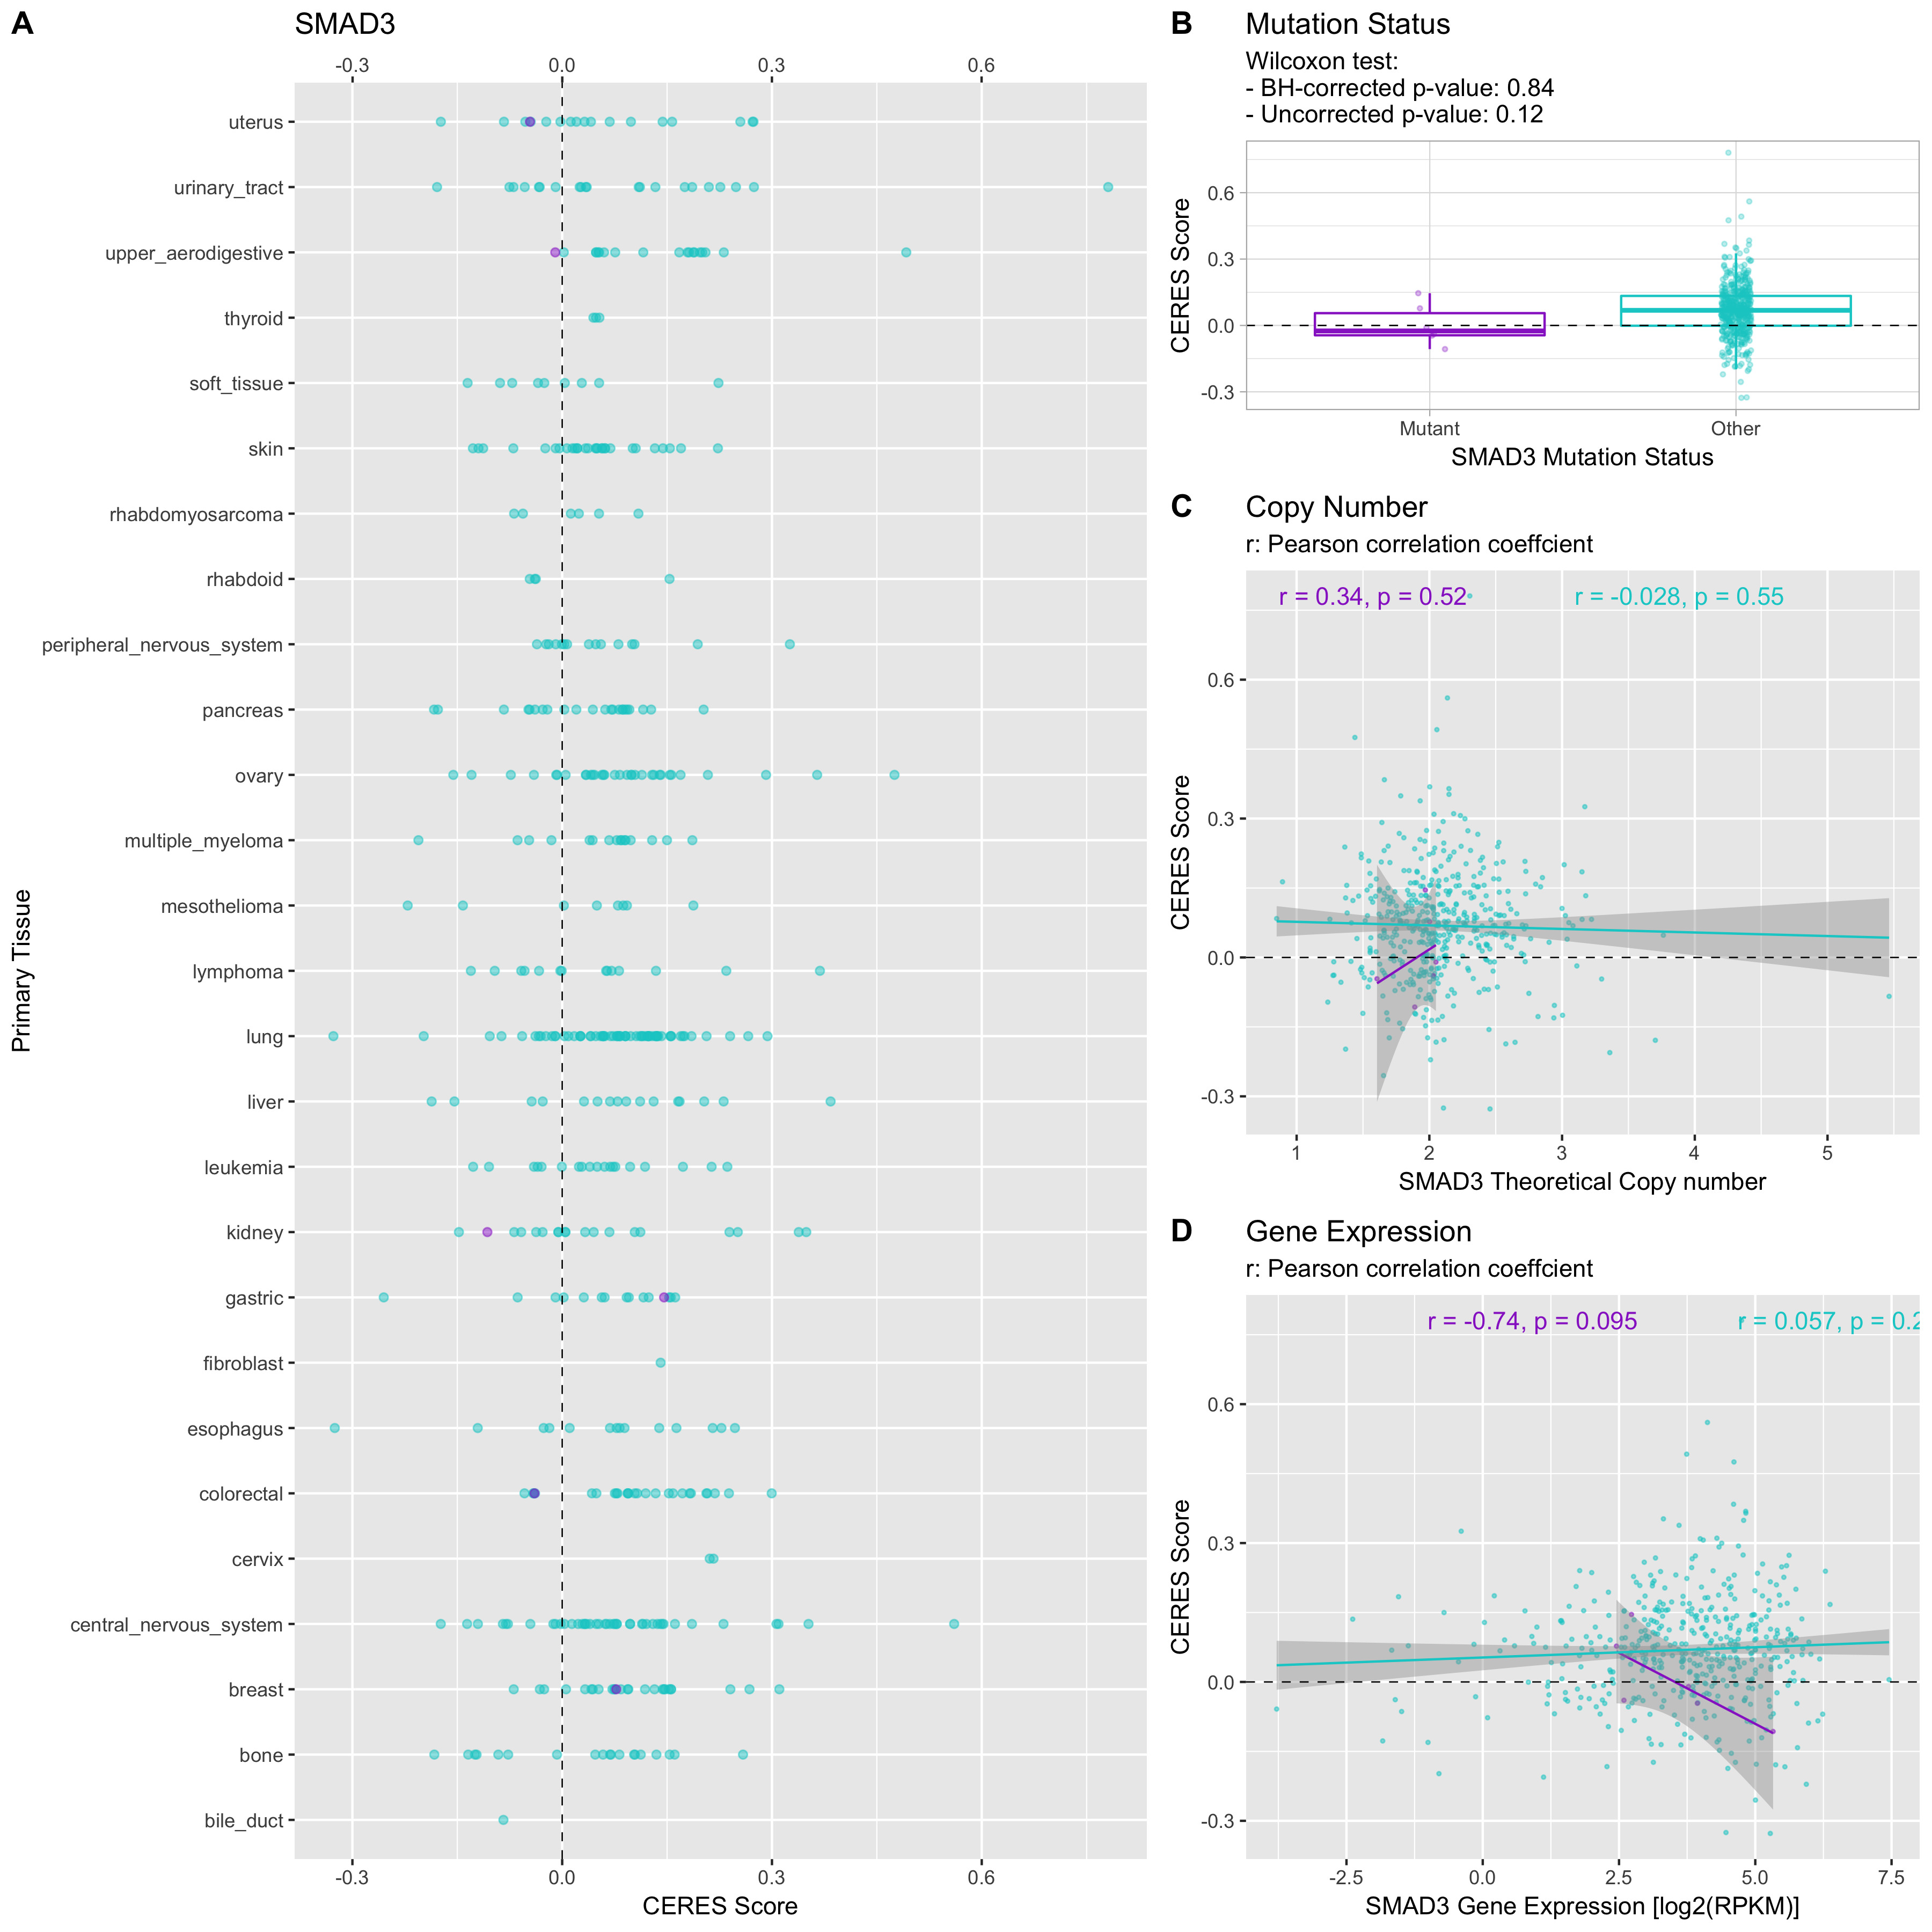 A
SMAD3
-0.3 0.0 0.3 0.6
uterus
urinary_tract
upper_aerodigestive
thyroid
soft_tissue
skin
rhabdomyosarcoma
rhabdoid
peripheral_nervous_system
pancreas
ovary
multiple_myeloma
mesothelioma
lymphoma
lung
liver
leukemia
kidney
gastric
fibroblast
esophagus
colorectal
cervix
central_nervous_system
breast
bone
bile_duct
Primary Tissue
-0.3 0.0 0.3 0.6
CERES Score
B
Mutation Status
Wilcoxon test:
- BH-corrected p-value: 0.84
- Uncorrected p-value: 0.12
CERES Score
0.6
0.3
0.0
-0.3
Mutant Other
SMAD3 Mutation Status
C
Copy Number
r: Pearson correlation coeffcient
r = 0.34, p = 0.52 r = -0.028, p = 0.55
CERES Score
0.6
0.3
0.0
-0.3
1 2 3 4 5
SMAD3 Theoretical Copy number
D
Gene Expression
r: Pearson correlation coeffcient
r = -0.74, p = 0.095 r = 0.057, p = 0.2
CERES Score
0.6
0.3
0.0
-0.3
-2.5 0.0 2.5 5.0 7.5
SMAD3 Gene Expression [log2(RPKM)]